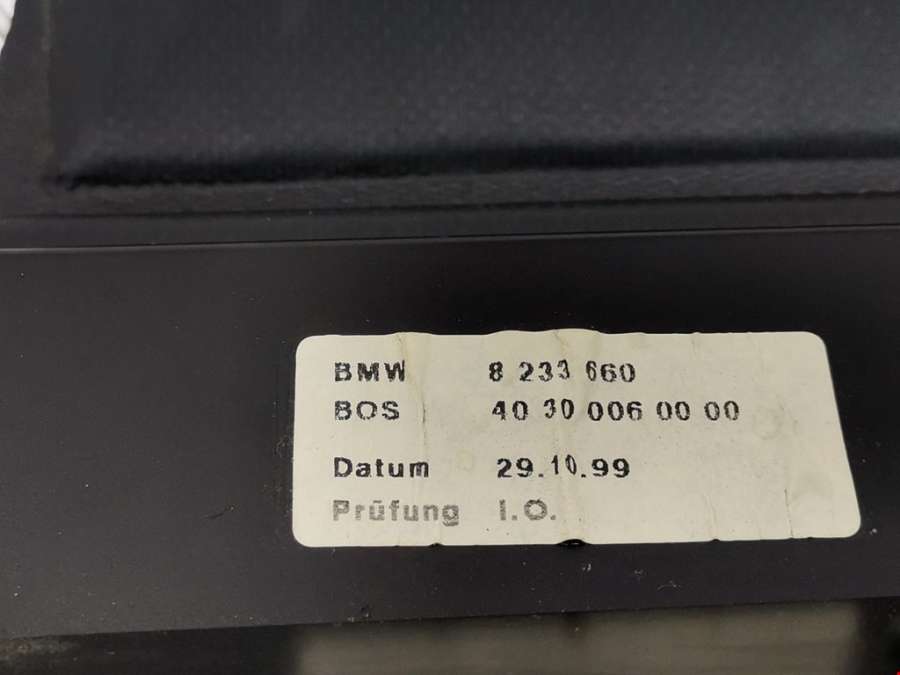 BMW 8 233 660
BOS 40 30 006 00 00
Datum 29.10.99
Prüfung I.O.